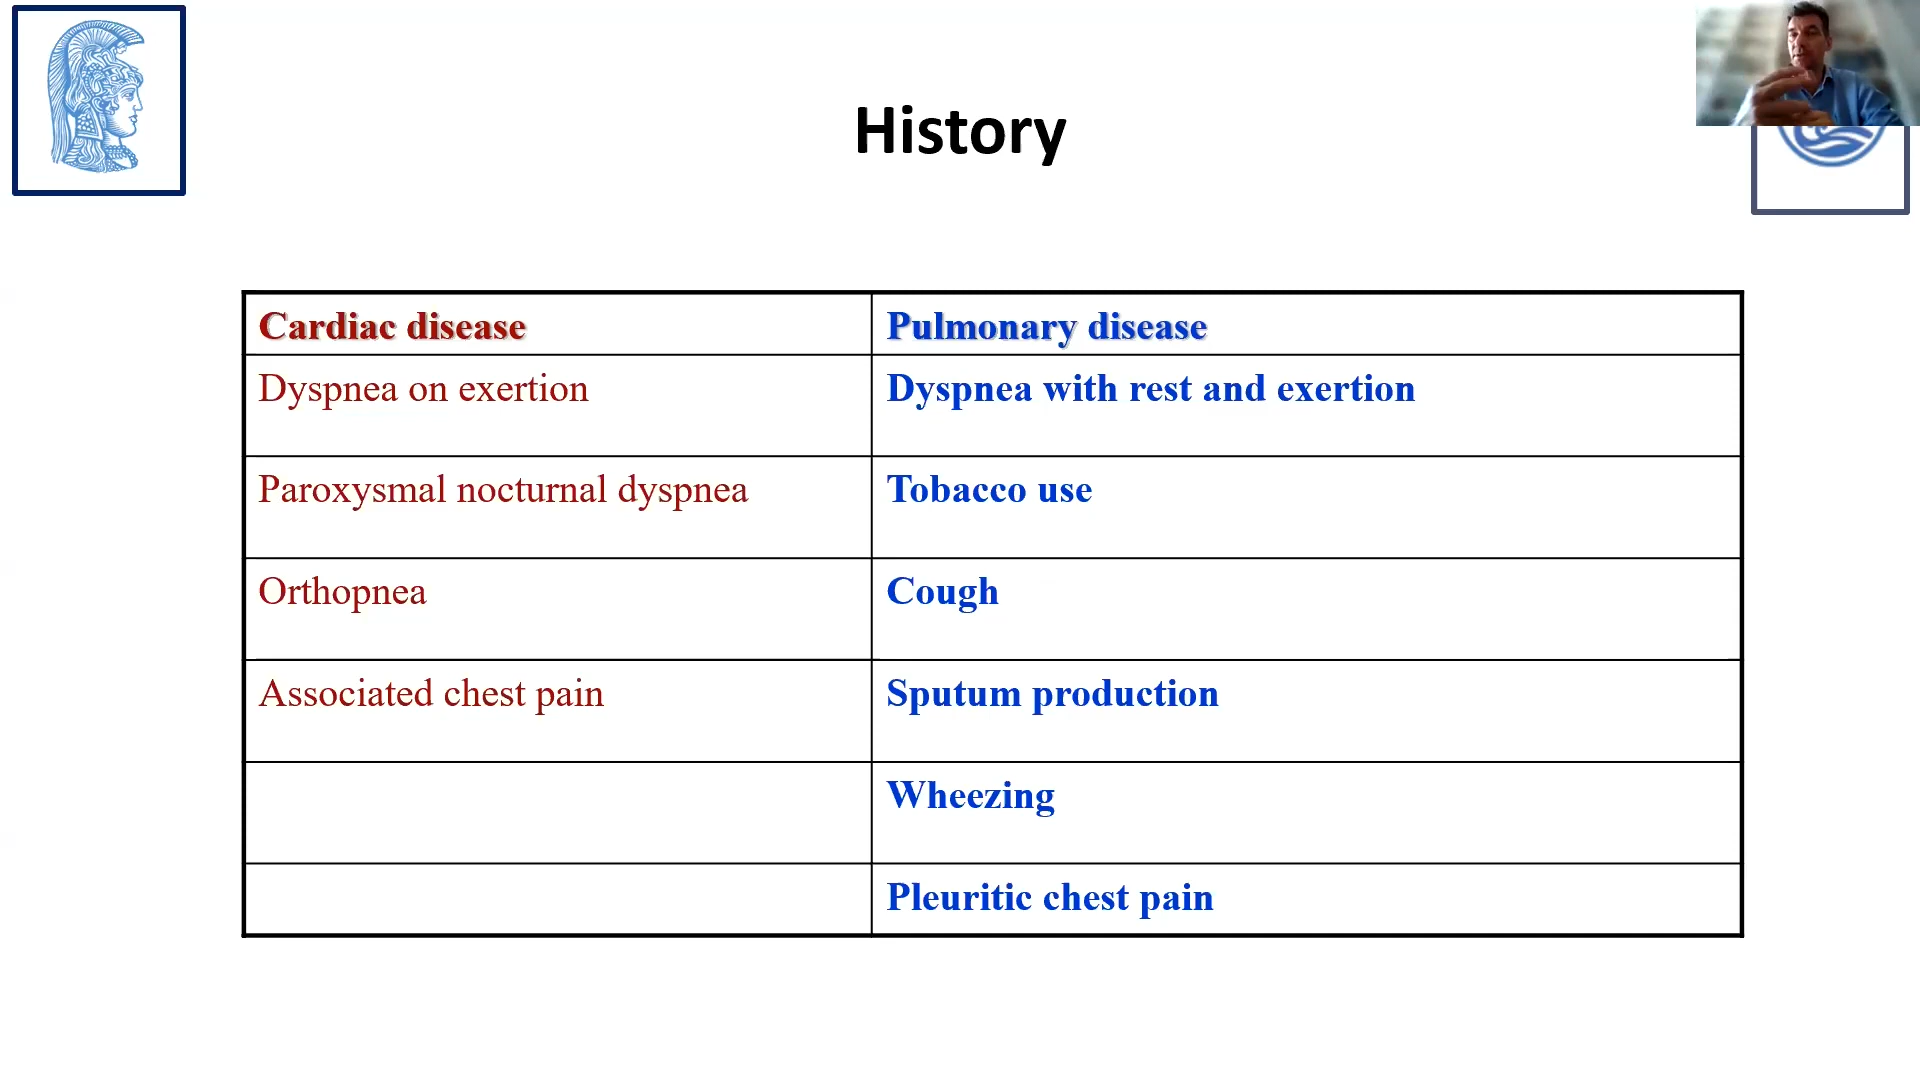 History
Cardiac disease
Pulmonary disease
Dyspnea on exertion
Dyspnea with rest and exertion
Paroxysmal nocturnal dyspnea
Tobacco use
Orthopnea
Cough
Associated chest pain
Sputum production
Wheezing
Pleuritic chest pain